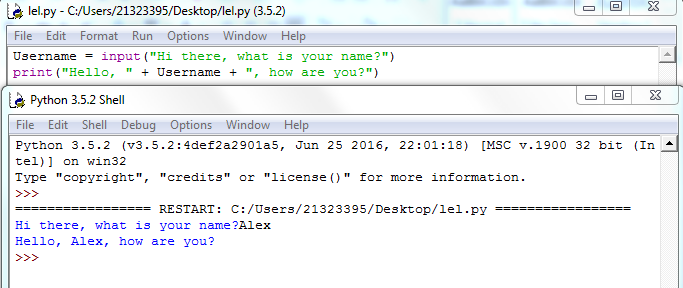 lel.py - C:/Users/21323395/Desktop/lel.py (3.5.2)
File Edit Format Run Options Window Help
Username = input("Hi there, what is your name?")
print("Hello, " + Username + ", how are you?")
Python 3.5.2 Shell
File Edit Shell Debug Options Window Help
Python 3.5.2 (v3.5.2:4def2a2901a5, Jun 25 2016, 22:01:18) [MSC v.1900 32 bit (In
tel)] on win32
Type "copyright", "credits" or "license()" for more information.
>>>
================= RESTART: C:/Users/21323395/Desktop/lel.py =================
Hi there, what is your name?Alex
Hello, Alex, how are you?
>>>